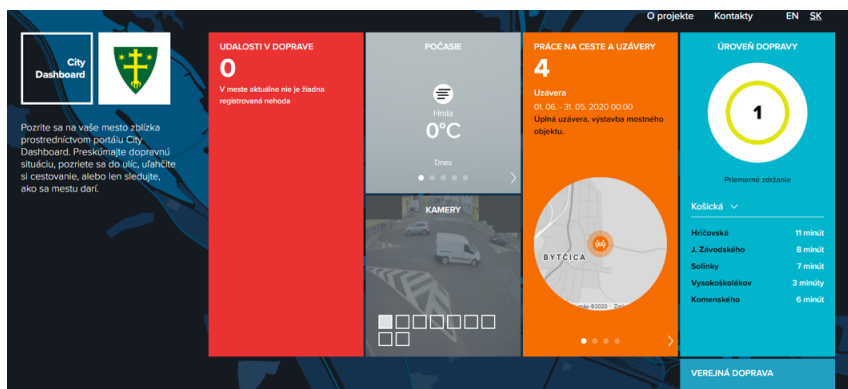 O projekte Kontakty EN SK
City
Dashboard
Pozrite sa na vaše mesto zblízka
prostredníctvom portálu City
Dashboard. Preskúmajte dopravnú
situáciu, pozriete sa do ulíc, uľahčite
si cestovanie, alebo len sledujte,
ako sa mestu darí.
UDALOSTI V DOPRAVE
0
V meste aktuálne nie je žiadna
registrovaná nehoda
POČASIE
Hmla
0°C
Dnes
KAMERY
PRÁCE NA CESTE A UZÁVERY
4
Uzávera
01. 06. - 31. 05. 2020 00:00
Úplná uzávera, výstavba mostného
objektu.
BYTČICA
©2020
ÚROVEŇ DOPRAVY
1
Priemerné zdržanie
Košická
Hričovská 11 minút
J. Závodského 8 minút
Solinky 7 minút
Vysokoškolákov 3 minúty
Komenského 6 minút
VEREJNÁ DOPRAVA